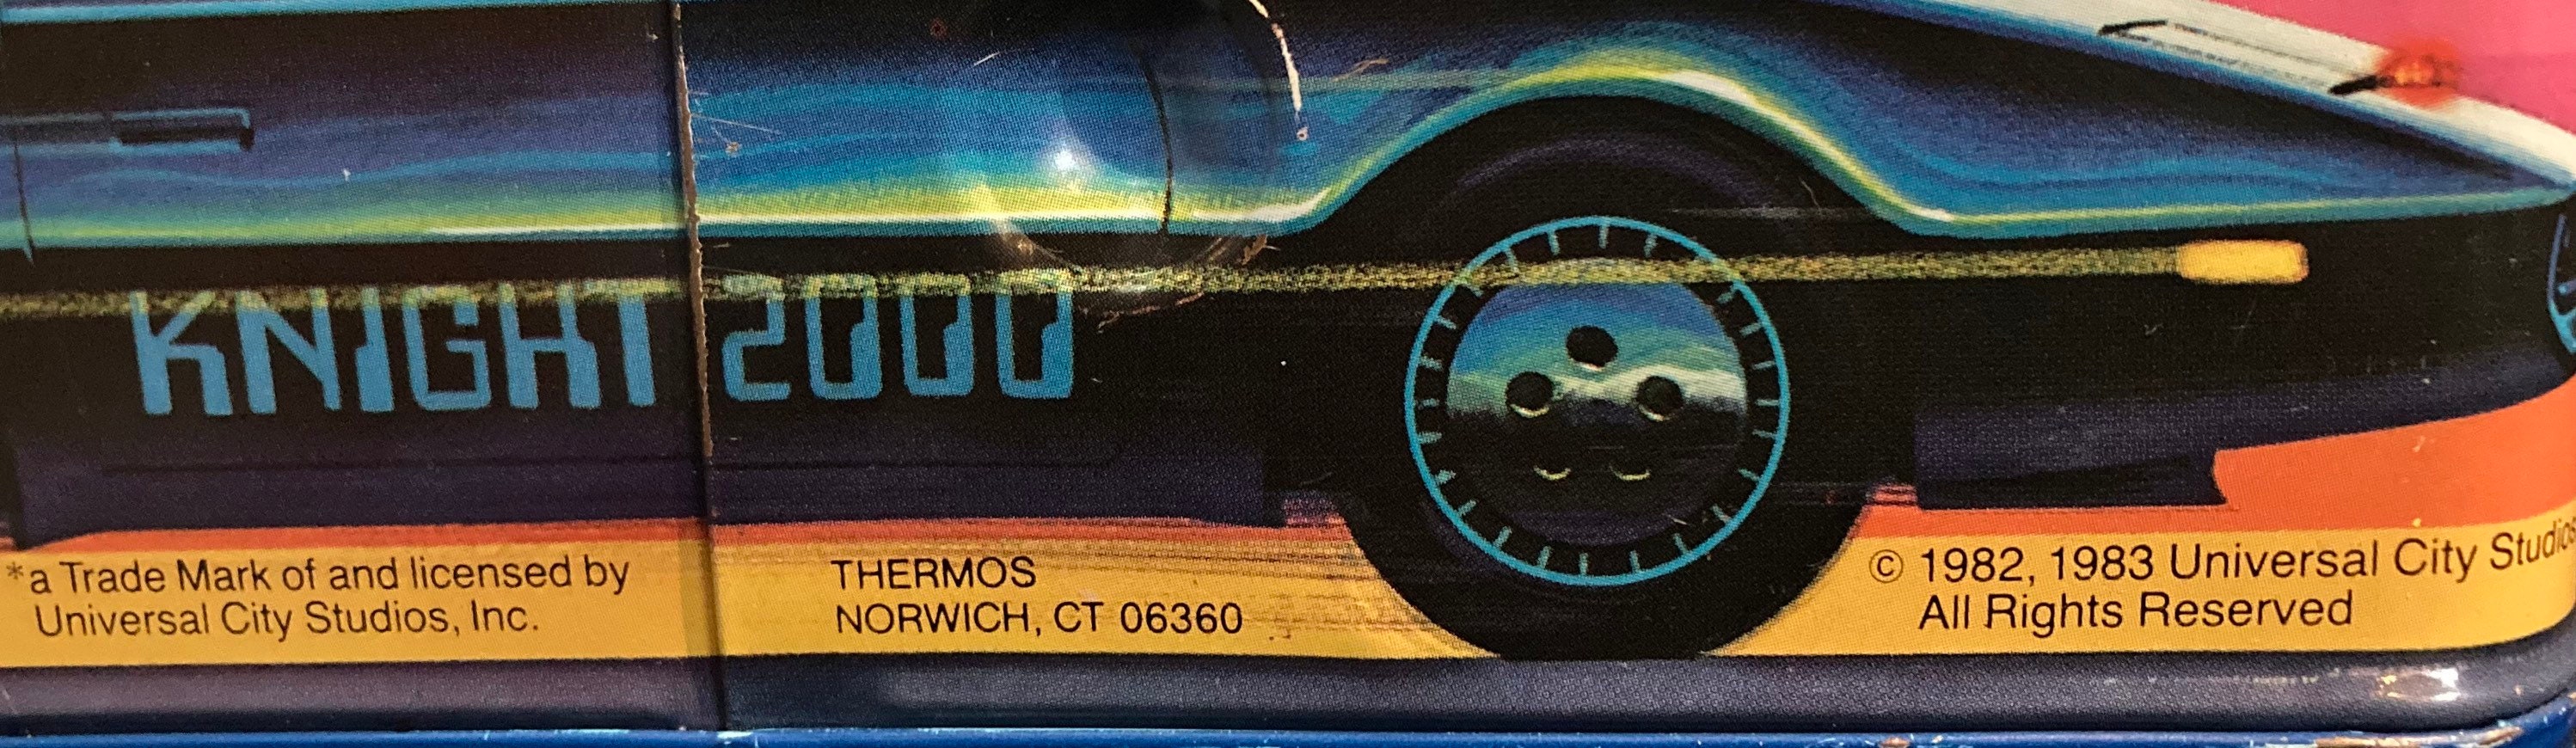 KNIGHT 2000
*a Trade Mark of and licensed by
Universal City Studios, Inc.
THERMOS
NORWICH, CT 06360
© 1982, 1983 Universal City Studios
All Rights Reserved